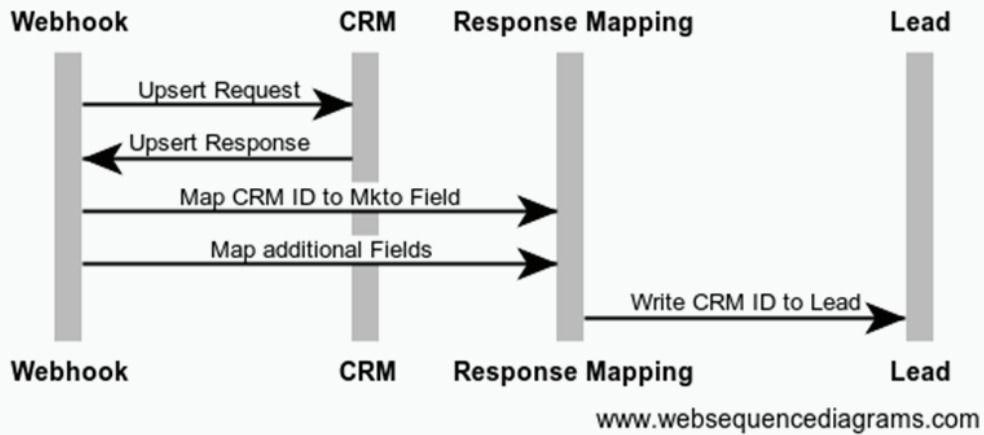 Webhook CRM Response Mapping Lead
Upsert Request
Upsert Response
Map CRM ID to Mkto Field
Map additional Fields
Write CRM ID to Lead
Webhook CRM Response Mapping Lead
www.websequencediagrams.com